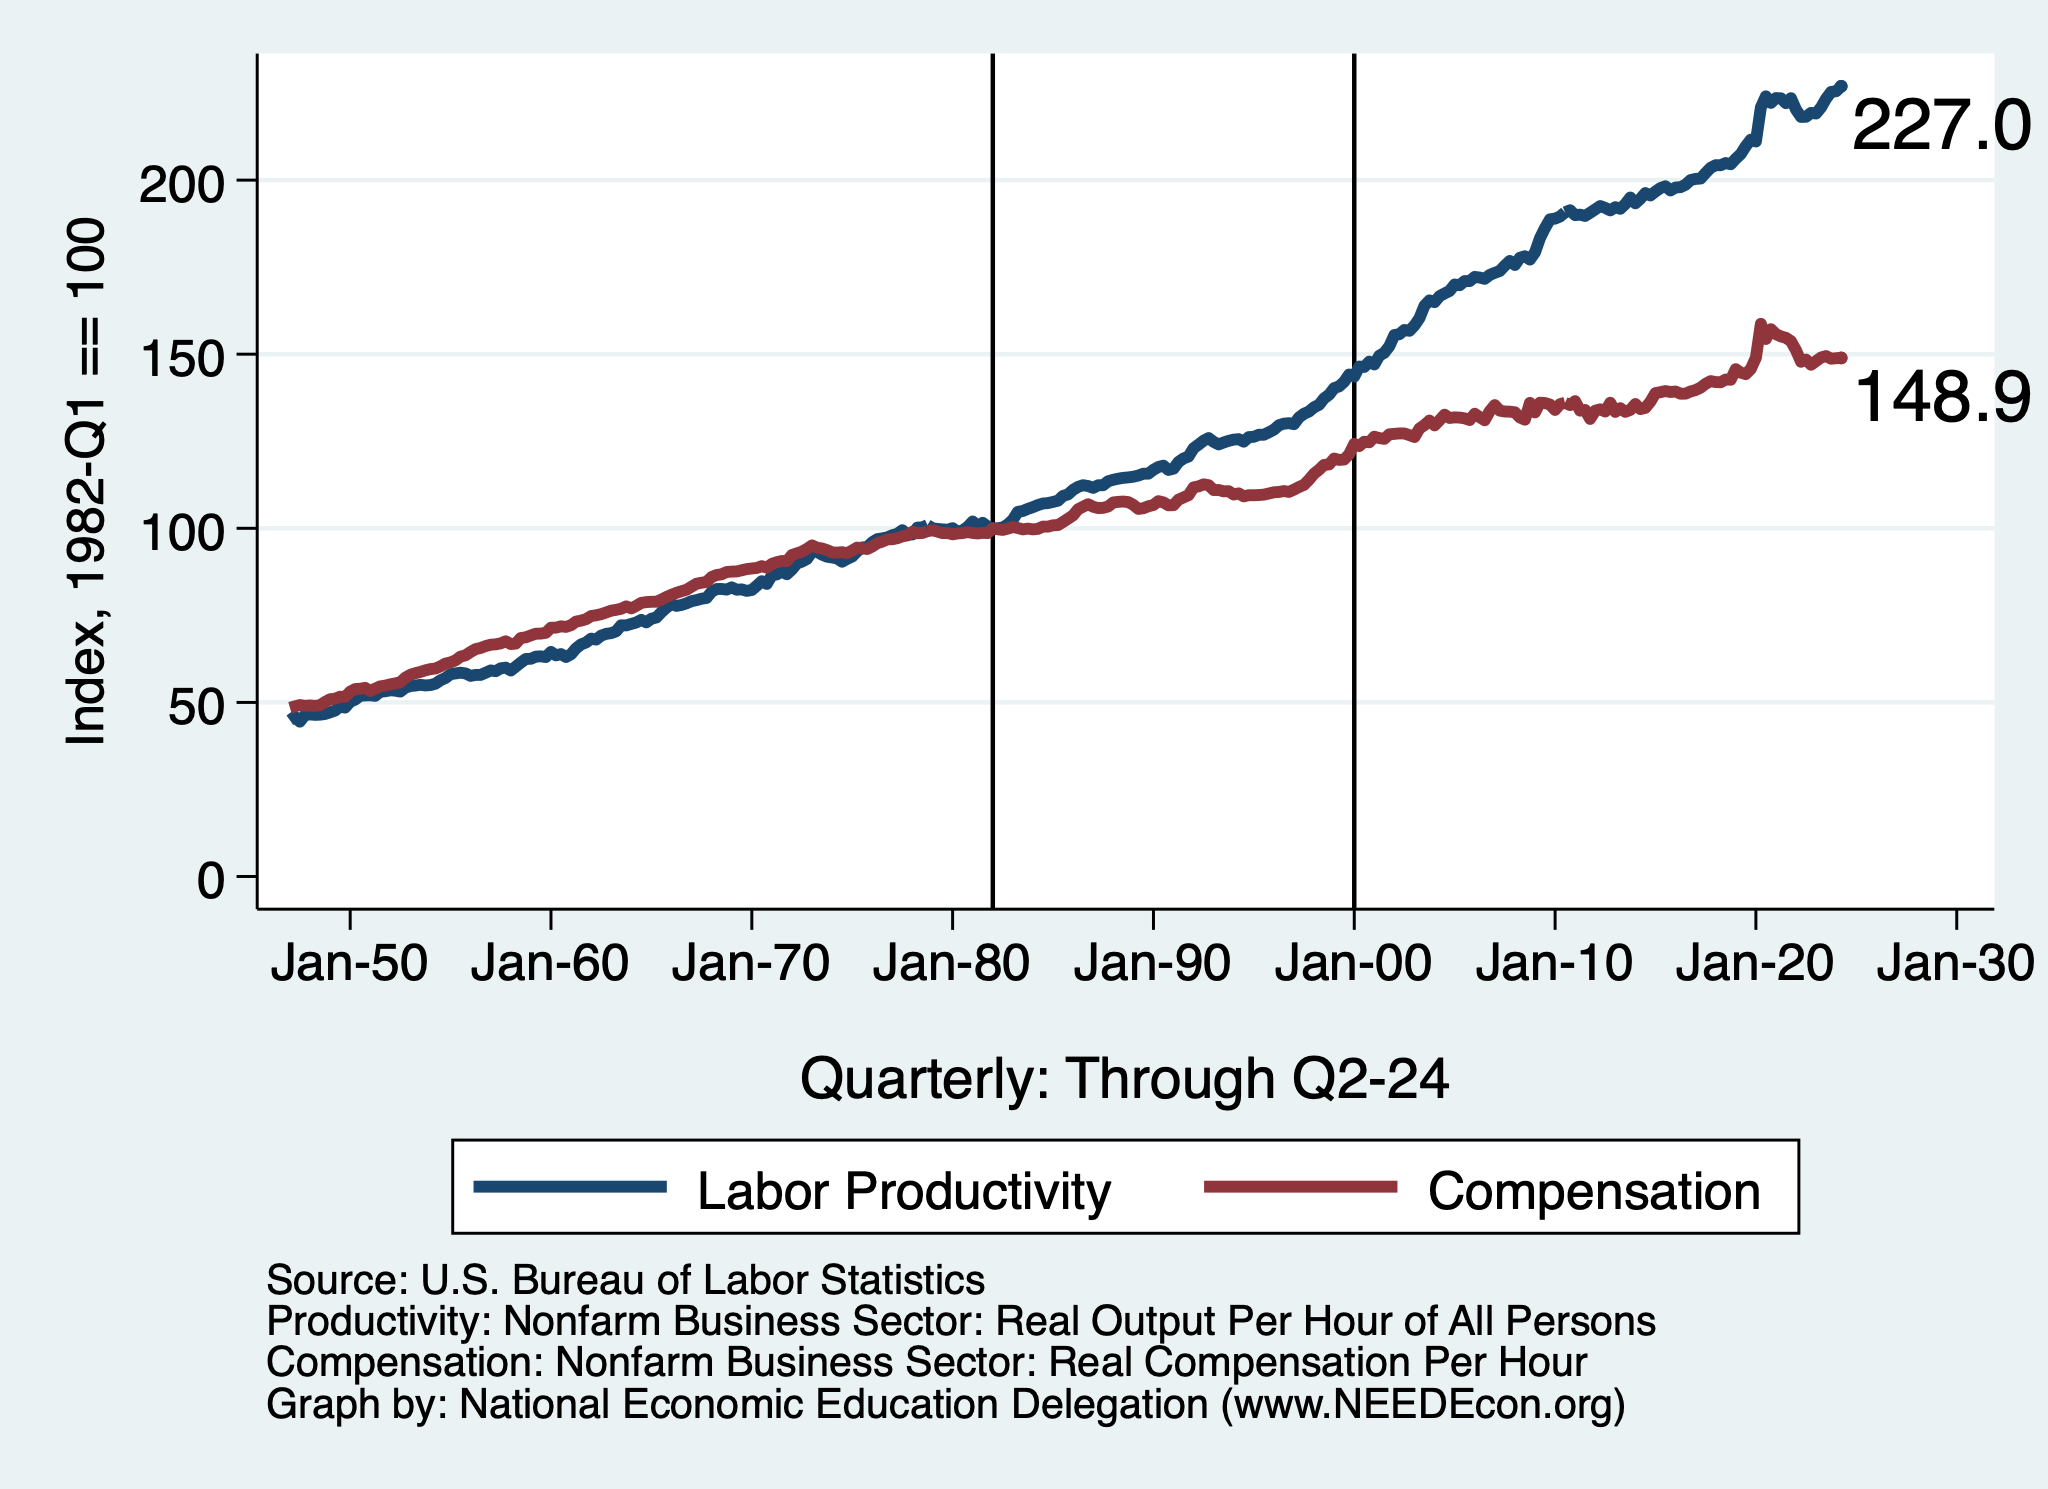 227.0
148.9
Index, 1982-Q1 == 100
200
150
100
50
0
Jan-50 Jan-60 Jan-70 Jan-80 Jan-90 Jan-00 Jan-10 Jan-20 Jan-30
Quarterly: Through Q2-24
Labor Productivity Compensation
Source: U.S. Bureau of Labor Statistics
Productivity: Nonfarm Business Sector: Real Output Per Hour of All Persons
Compensation: Nonfarm Business Sector: Real Compensation Per Hour
Graph by: National Economic Education Delegation (www.NEEDEcon.org)